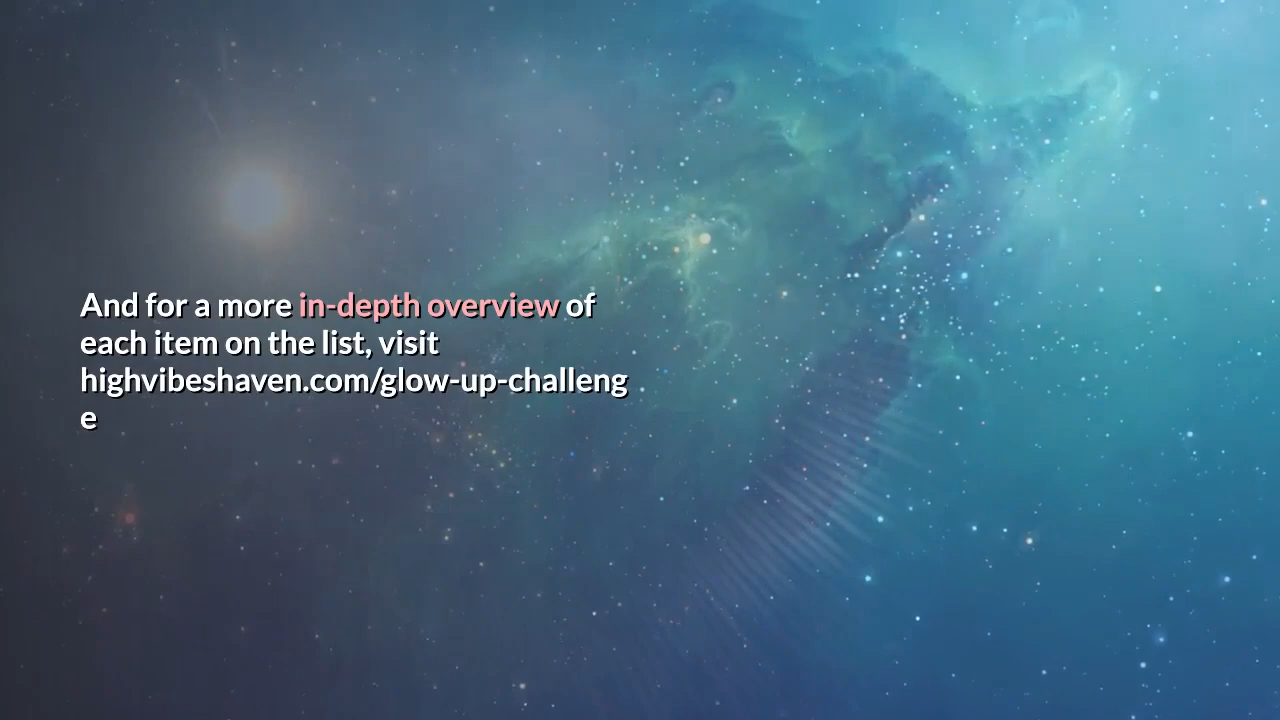 And for a more in-depth overview of
each item on the list, visit
highvibeshaven.com/glow-up-challeng
e